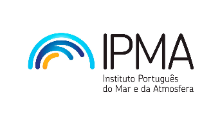 IPMA
Instituto Português
do Mar e da Atmosfera